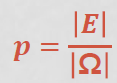 p = |E| / |Ω|